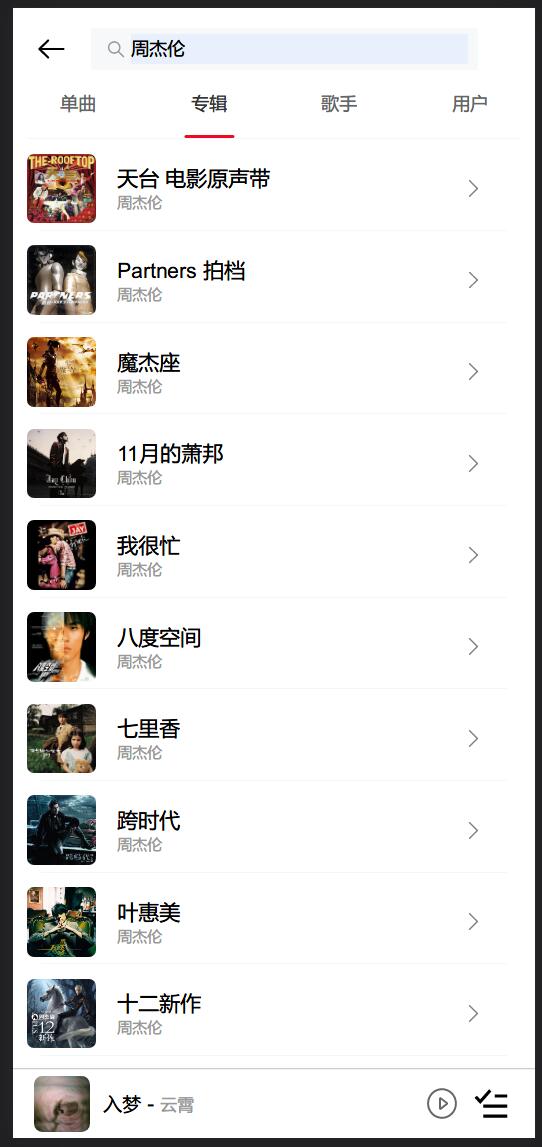 周杰伦
单曲 专辑 歌手 用户
THE ROOFTOP
天台 电影原声带
周杰伦
PARTNERS
Partners 拍档
周杰伦
魔杰座
周杰伦
Jay Chou
11月的萧邦
周杰伦
JAY
我很忙
周杰伦
八度空间
周杰伦
七里香
周杰伦
跨时代
周杰伦
叶惠美
周杰伦
12
新作
十二新作
周杰伦
入梦 - 云霄